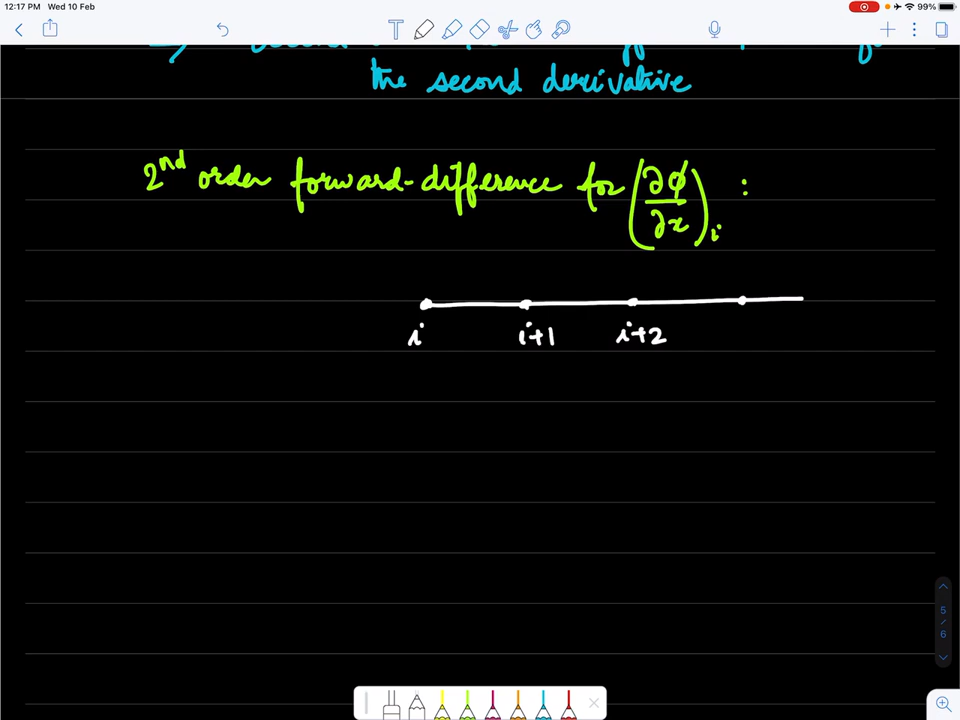 12:17 PM Wed 10 Feb
99%
the second derivative
2nd order forward-difference for (∂φ/∂x)i :
i i+1 i+2
5
/
6